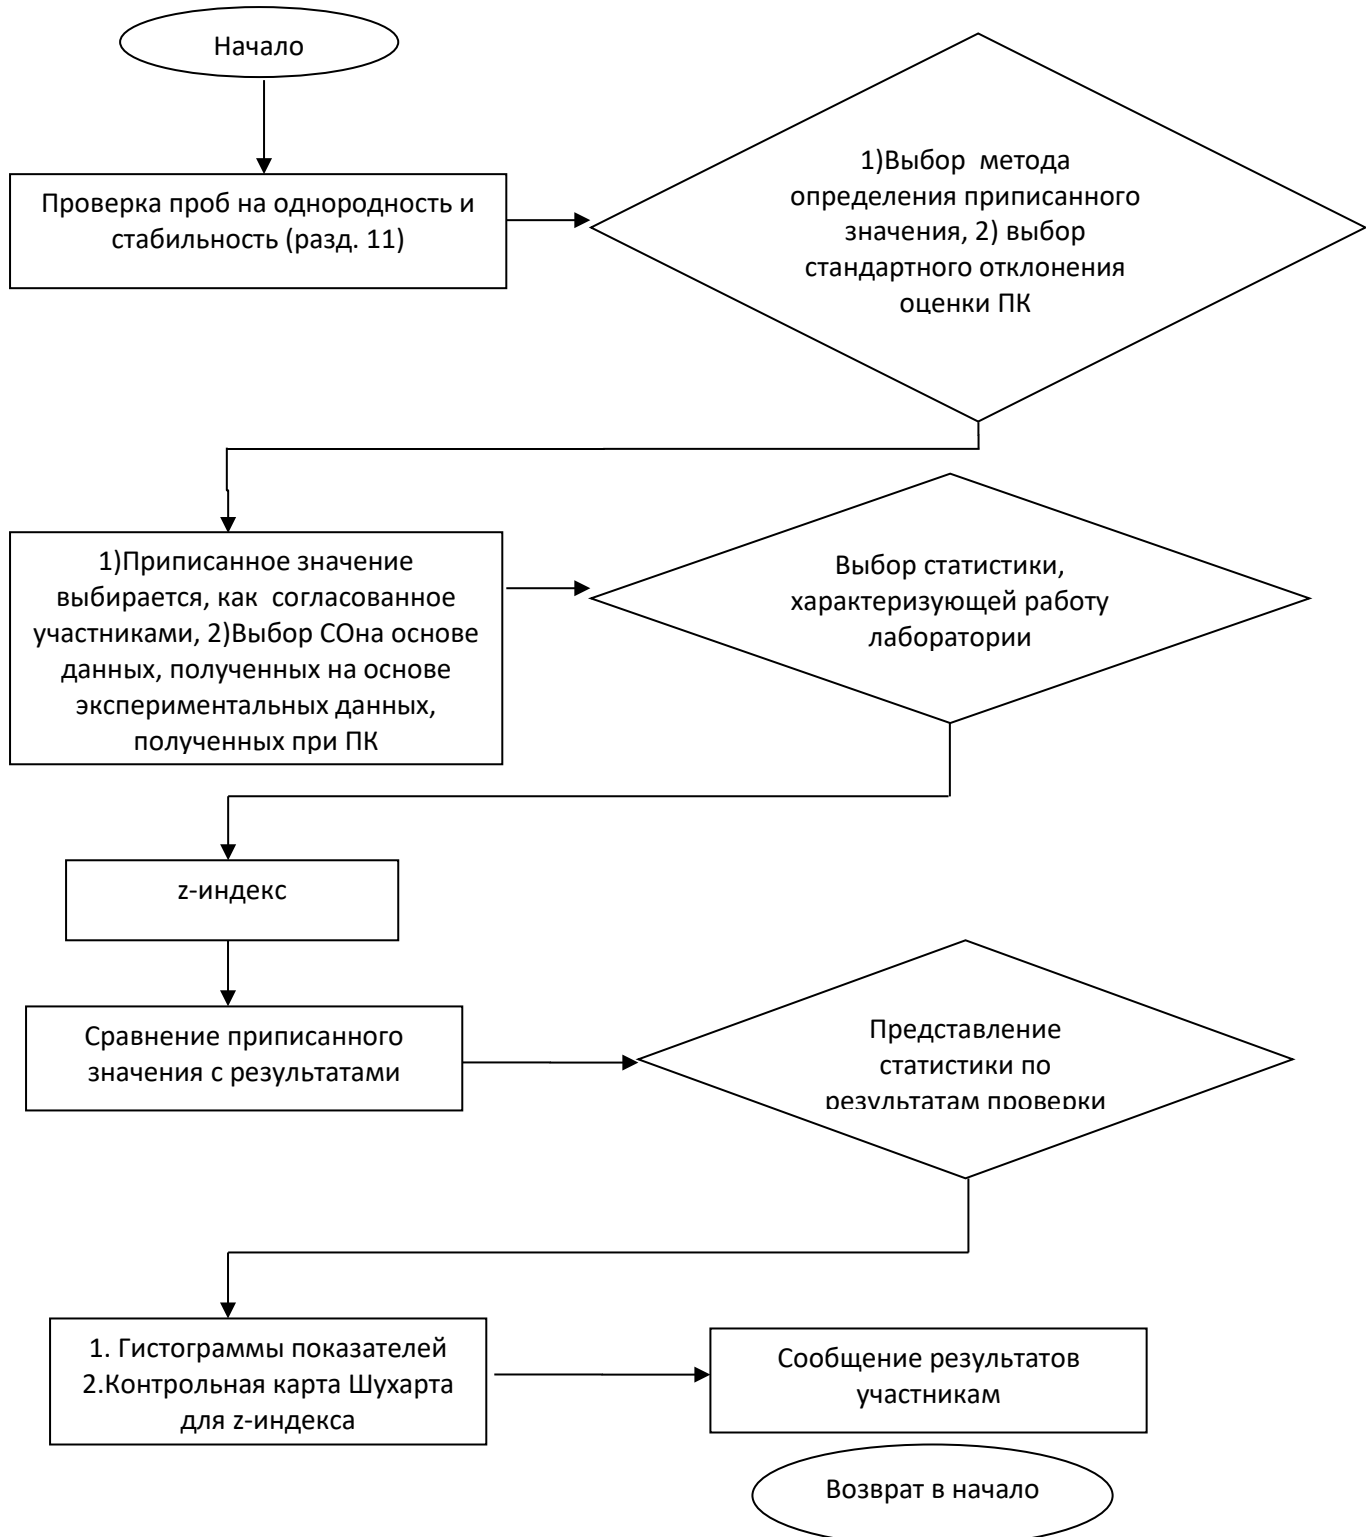 Начало
Проверка проб на однородность и
стабильность (разд. 11)
1)Выбор метода
определения приписанного
значения, 2) выбор
стандартного отклонения
оценки ПК
1)Приписанное значение
выбирается, как согласованное
участниками, 2)Выбор СОна основе
данных, полученных на основе
экспериментальных данных,
полученных при ПК
Выбор статистики,
характеризующей работу
лаборатории
z-индекс
Сравнение приписанного
значения с результатами
Представление
статистики по
результатам проверки
1. Гистограммы показателей
2.Контрольная карта Шухарта
для z-индекса
Сообщение результатов
участникам
Возврат в начало